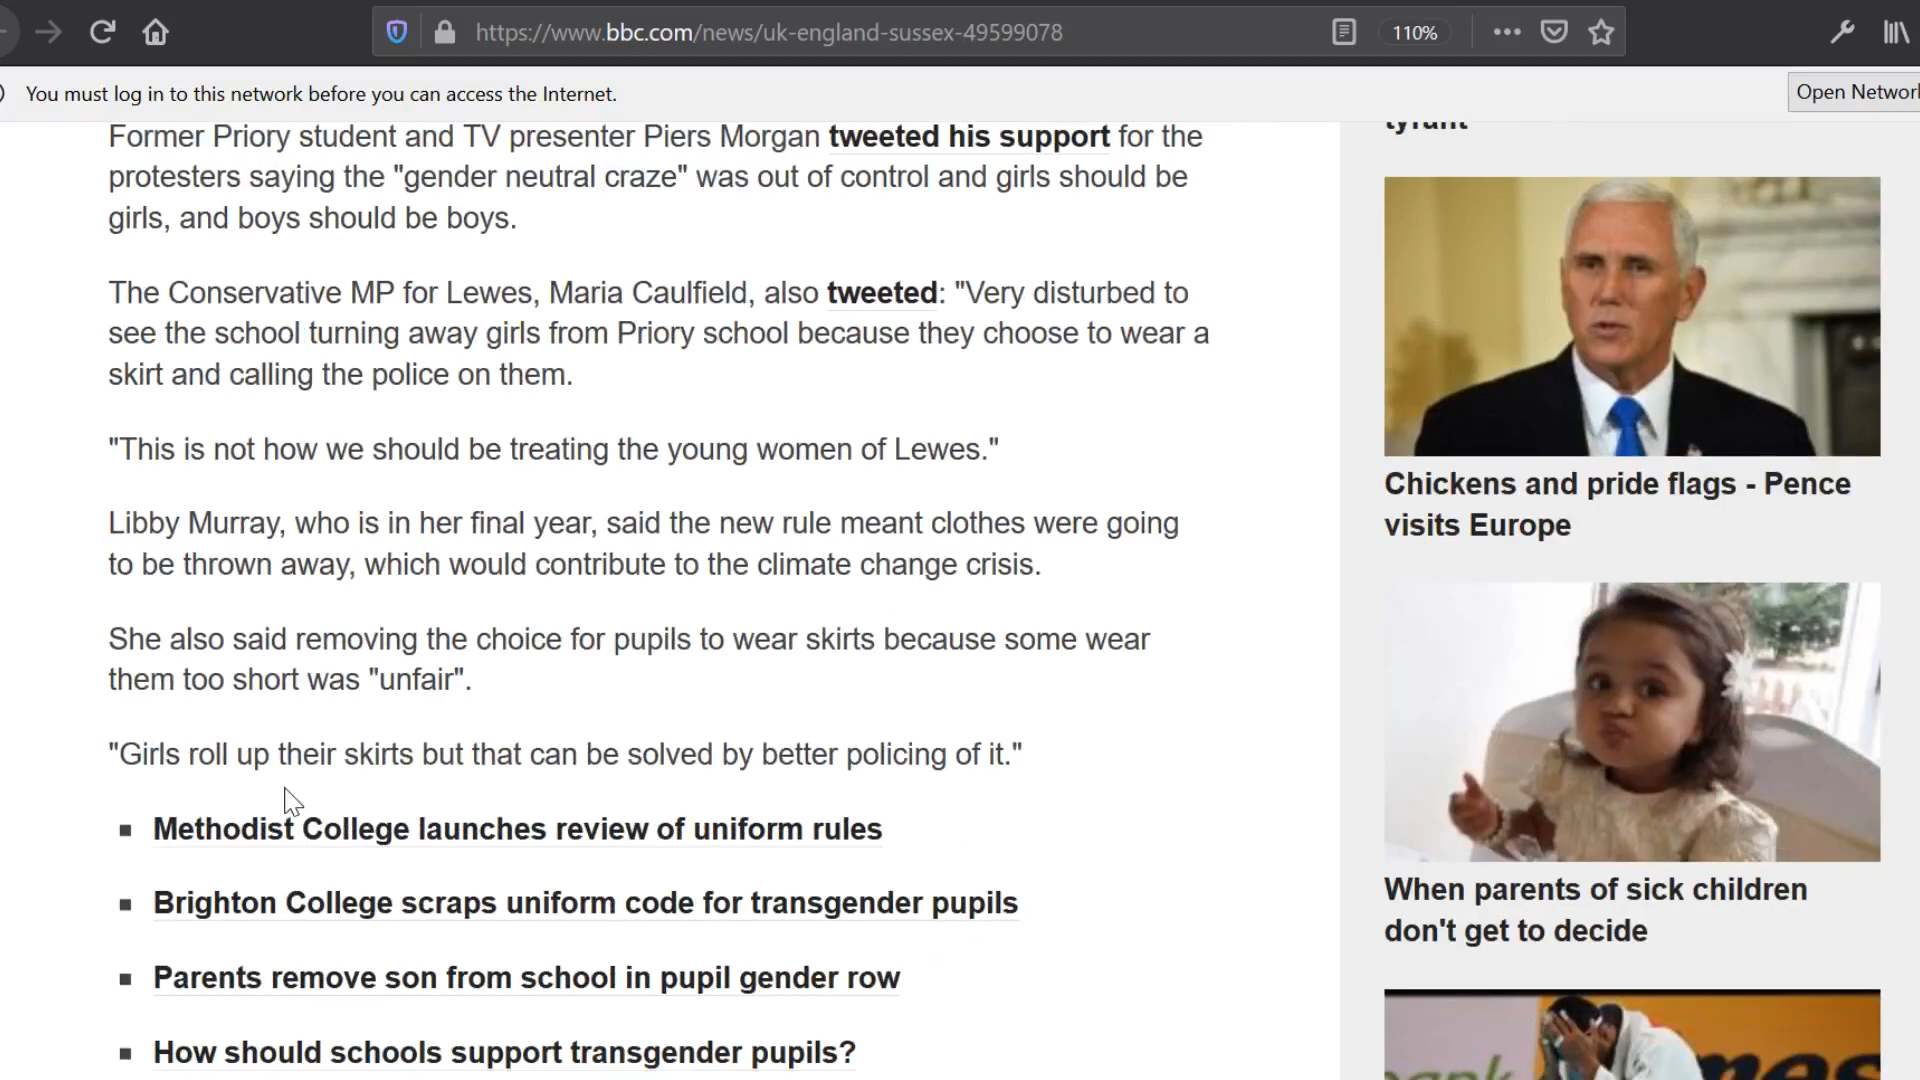 https://www.bbc.com/news/uk-england-sussex-49599078
110%
You must log in to this network before you can access the Internet.
Open Network
Former Priory student and TV presenter Piers Morgan tweeted his support for the
protesters saying the "gender neutral craze" was out of control and girls should be
girls, and boys should be boys.
The Conservative MP for Lewes, Maria Caulfield, also tweeted: "Very disturbed to
see the school turning away girls from Priory school because they choose to wear a
skirt and calling the police on them.
"This is not how we should be treating the young women of Lewes."
Libby Murray, who is in her final year, said the new rule meant clothes were going
to be thrown away, which would contribute to the climate change crisis.
She also said removing the choice for pupils to wear skirts because some wear
them too short was "unfair".
"Girls roll up their skirts but that can be solved by better policing of it."
Methodist College launches review of uniform rules
Brighton College scraps uniform code for transgender pupils
Parents remove son from school in pupil gender row
How should schools support transgender pupils?
tyrant
Chickens and pride flags - Pence
visits Europe
When parents of sick children
don't get to decide